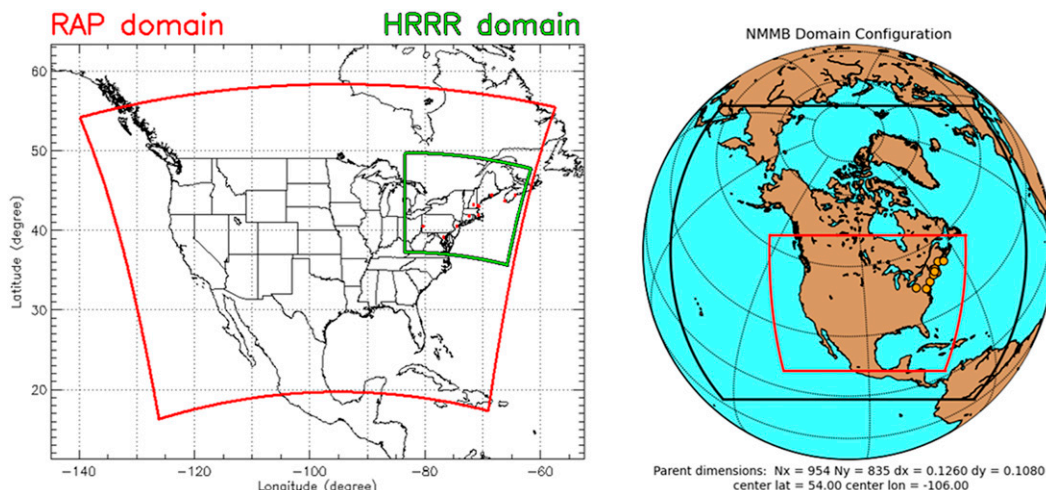 RAP domain
HRRR domain
60
50
40
30
20
Latitude (degree)
-140
-120
-100
-80
-60
Longitude (degree)
NMMB Domain Configuration
Parent dimensions: Nx = 954 Ny = 835 dx = 0.1260 dy = 0.1080
center lat = 54.00 center lon = -106.00